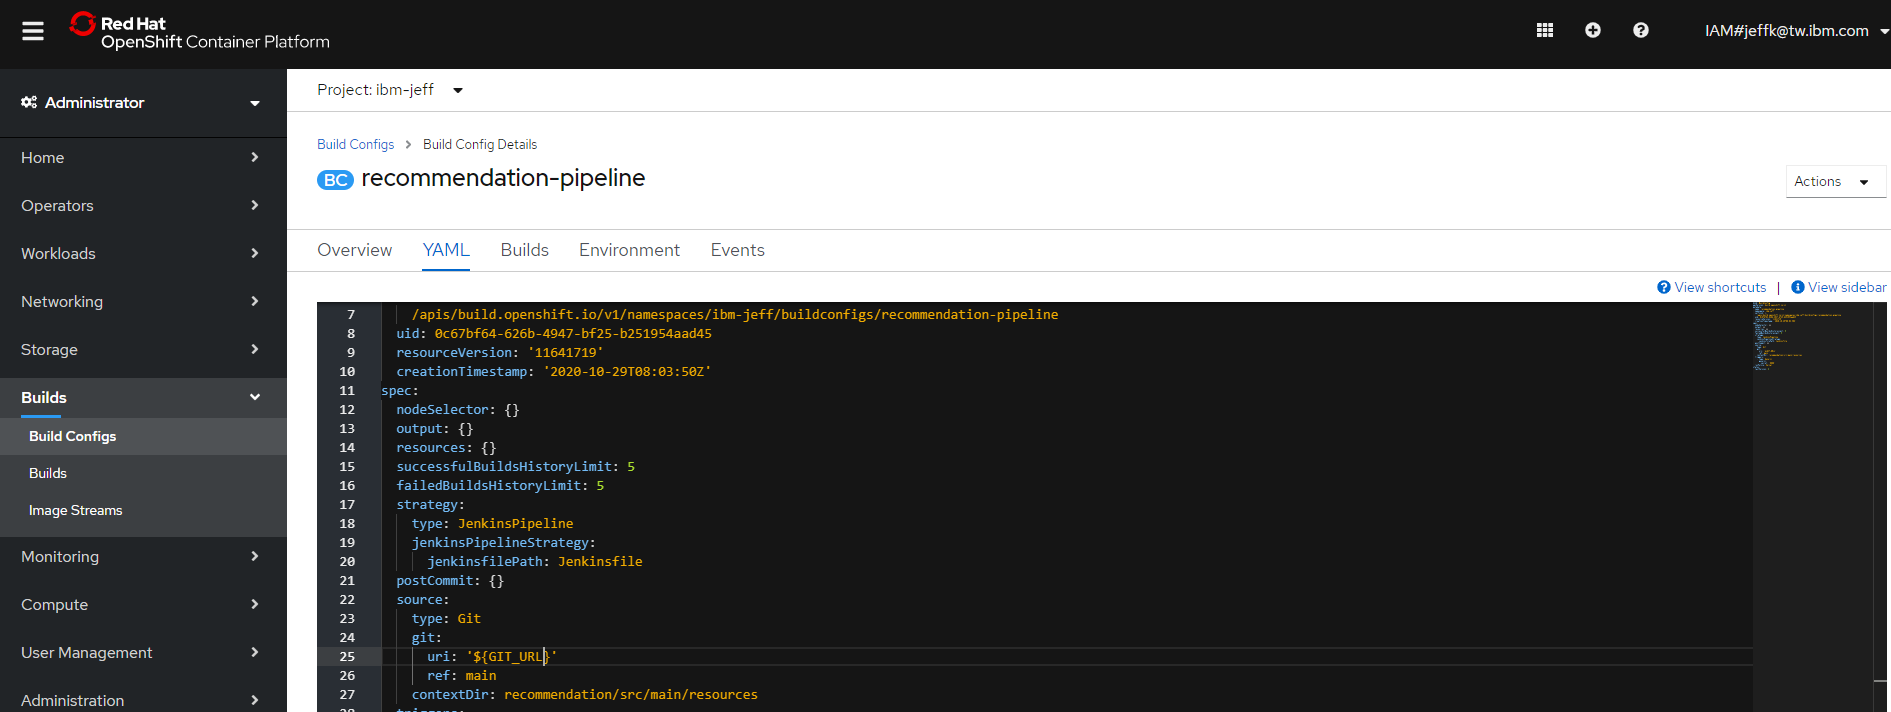 Red Hat
OpenShift Container Platform
IAM#jeffk@tw.ibm.com
Administrator
Home
Operators
Workloads
Networking
Storage
Builds
Build Configs
Builds
Image Streams
Monitoring
Compute
User Management
Administration
Project: ibm-jeff
Build Configs > Build Config Details
BC recommendation-pipeline
Actions
Overview YAML Builds Environment Events
View shortcuts | View sidebar
7 /apis/build.openshift.io/v1/namespaces/ibm-jeff/buildconfigs/recommendation-pipeline
8 uid: 0c67bf64-626b-4947-bf25-b251954aad45
9 resourceVersion: '11641719'
10 creationTimestamp: '2020-10-29T08:03:50Z'
11 spec:
12 nodeSelector: {}
13 output: {}
14 resources: {}
15 successfulBuildsHistoryLimit: 5
16 failedBuildsHistoryLimit: 5
17 strategy:
18 type: JenkinsPipeline
19 jenkinsPipelineStrategy:
20 jenkinsfilePath: Jenkinsfile
21 postCommit: {}
22 source:
23 type: Git
24 git:
25 uri: '${GIT_URL}'
26 ref: main
27 contextDir: recommendation/src/main/resources